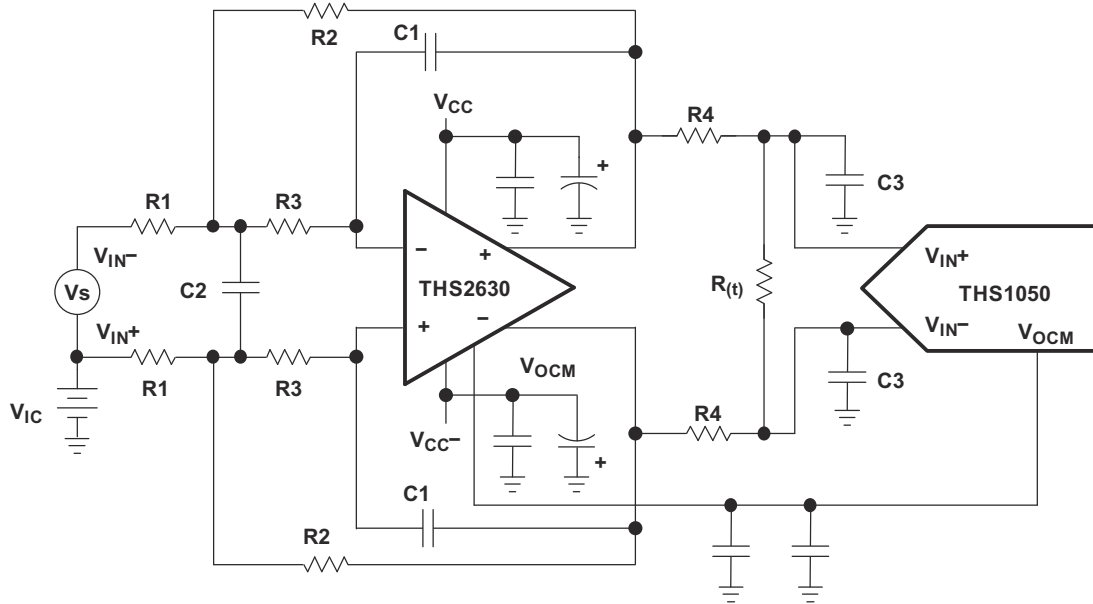 R2
C1
VCC
R4
+
C3
R1
R3
VIN−
−
+
VIN+
Vs
C2
THS2630
R(t)
THS1050
VIN+
+
−
VIN−
VOCM
R1
R3
VOCM
C3
VIC
R4
VCC−
+
C1
R2